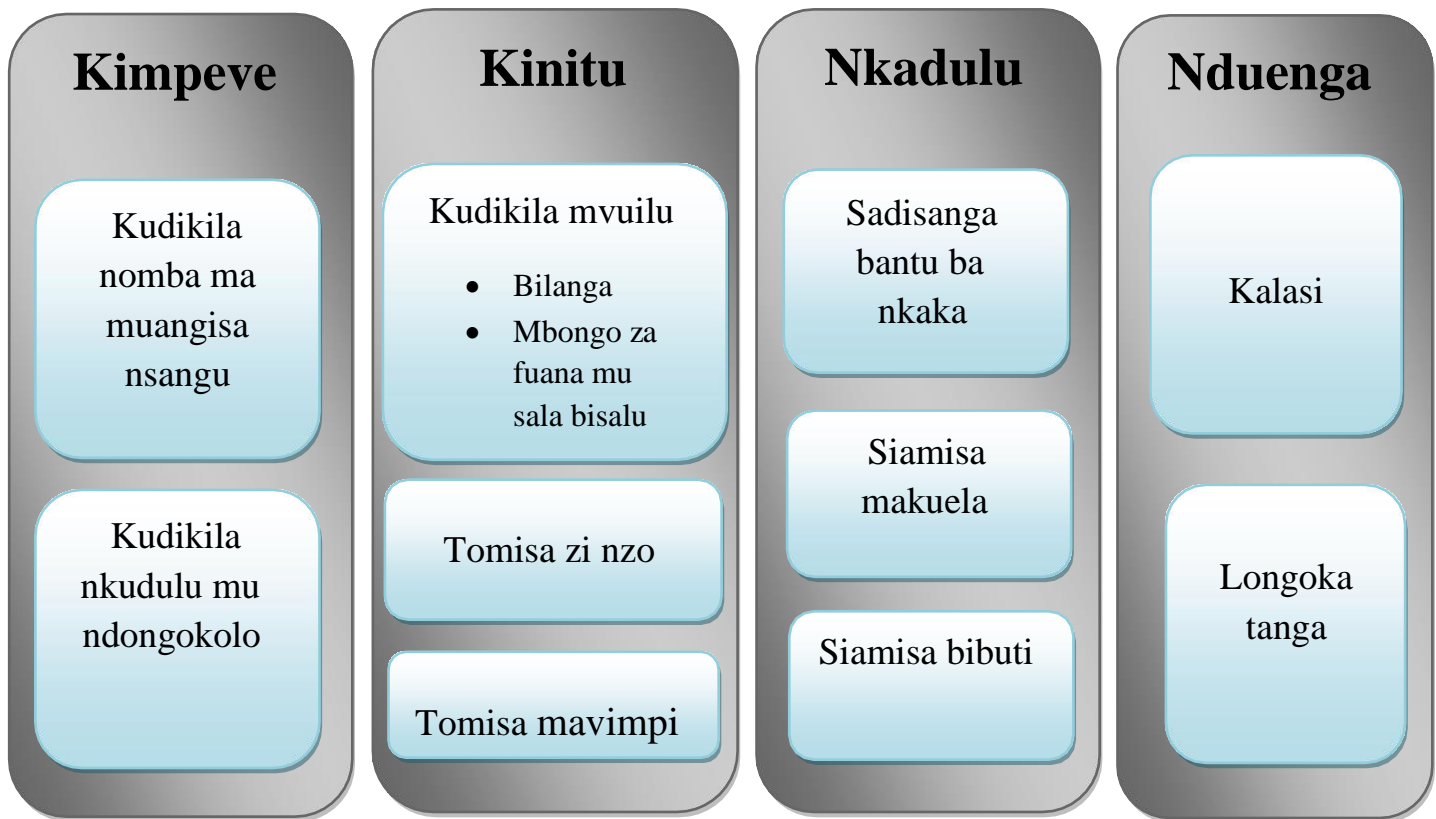 Kimpeve
Kudikila
nomba ma
muangisa
nsangu
Kudikila
nkudulu mu
ndongokolo
Kinitu
Kudikila mvuilu
• Bilanga
• Mbongo za
fuana mu
sala bisalu
Tomisa zi nzo
Tomisa mavimpi
Nkadulu
Sadisanga
bantu ba
nkaka
Siamisa
makuela
Siamisa bibuti
Nduenga
Kalasi
Longoka
tanga